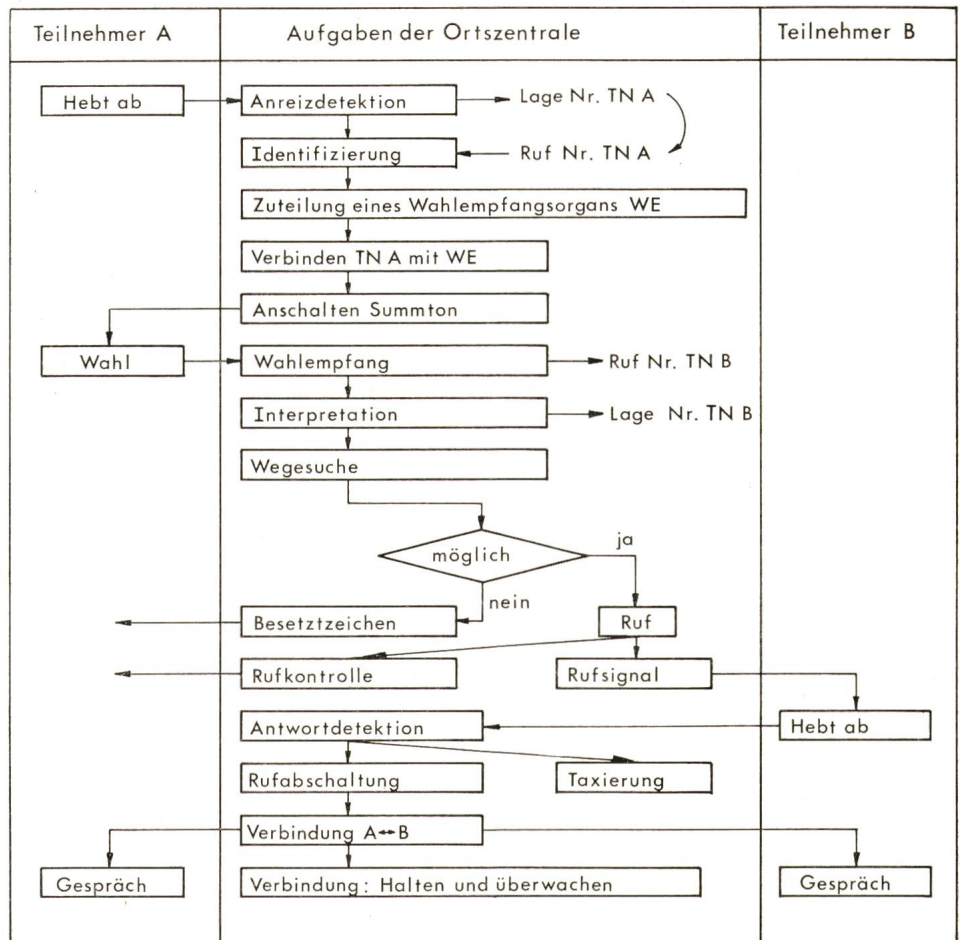 Teilnehmer A
Aufgaben der Ortszentrale
Teilnehmer B
Hebt ab
Anreizdetektion
Lage Nr. TN A
Identifizierung
Ruf Nr. TN A
Zuteilung eines Wahlempfangsorgans WE
Verbinden TN A mit WE
Anschalten Summton
Wahl
Wahlempfang
Ruf Nr. TN B
Interpretation
Lage Nr. TN B
Wegesuche
möglich
ja
nein
Besetztzeichen
Ruf
Rufkontrolle
Rufsignal
Antwortdetektion
Hebt ab
Rufabschaltung
Taxierung
Verbindung A↔B
Gespräch
Verbindung: Halten und überwachen
Gespräch